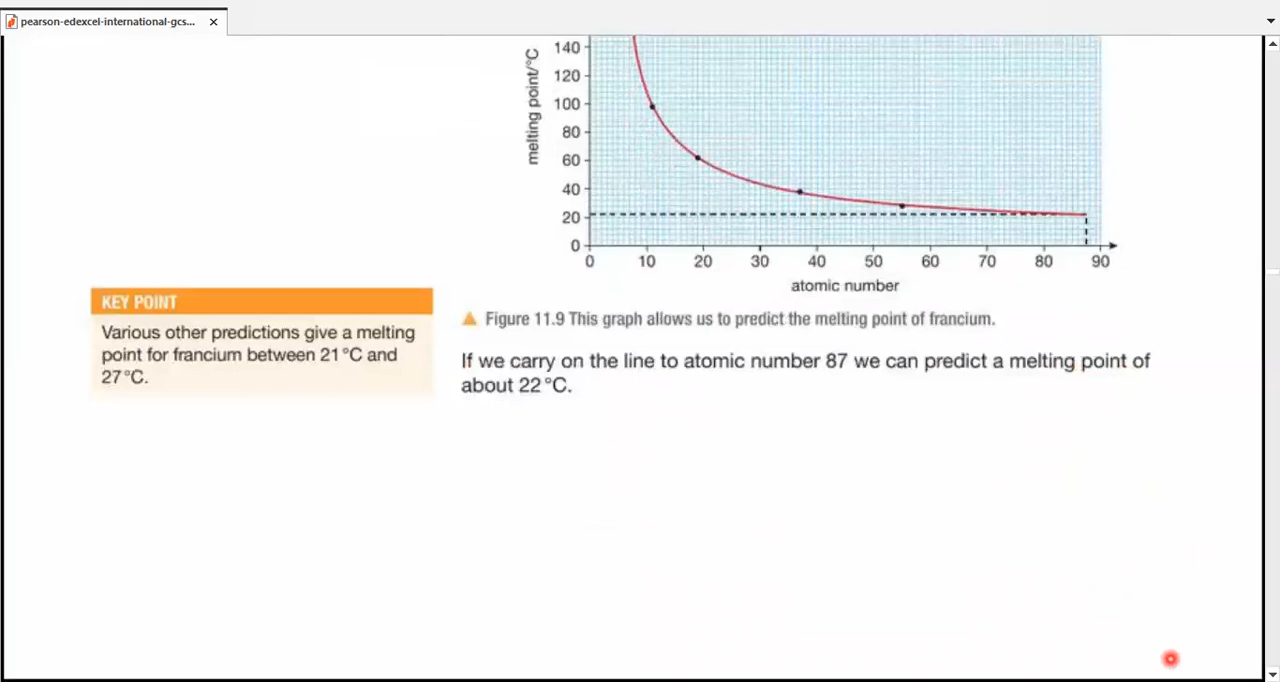 pearson-edexcel-international-gcs...
melting point/°C
140
120
100
80
60
40
20
0
0 10 20 30 40 50 60 70 80 90
atomic number
Figure 11.9 This graph allows us to predict the melting point of francium.
KEY POINT
Various other predictions give a melting
point for francium between 21 °C and
27 °C.
If we carry on the line to atomic number 87 we can predict a melting point of
about 22 °C.